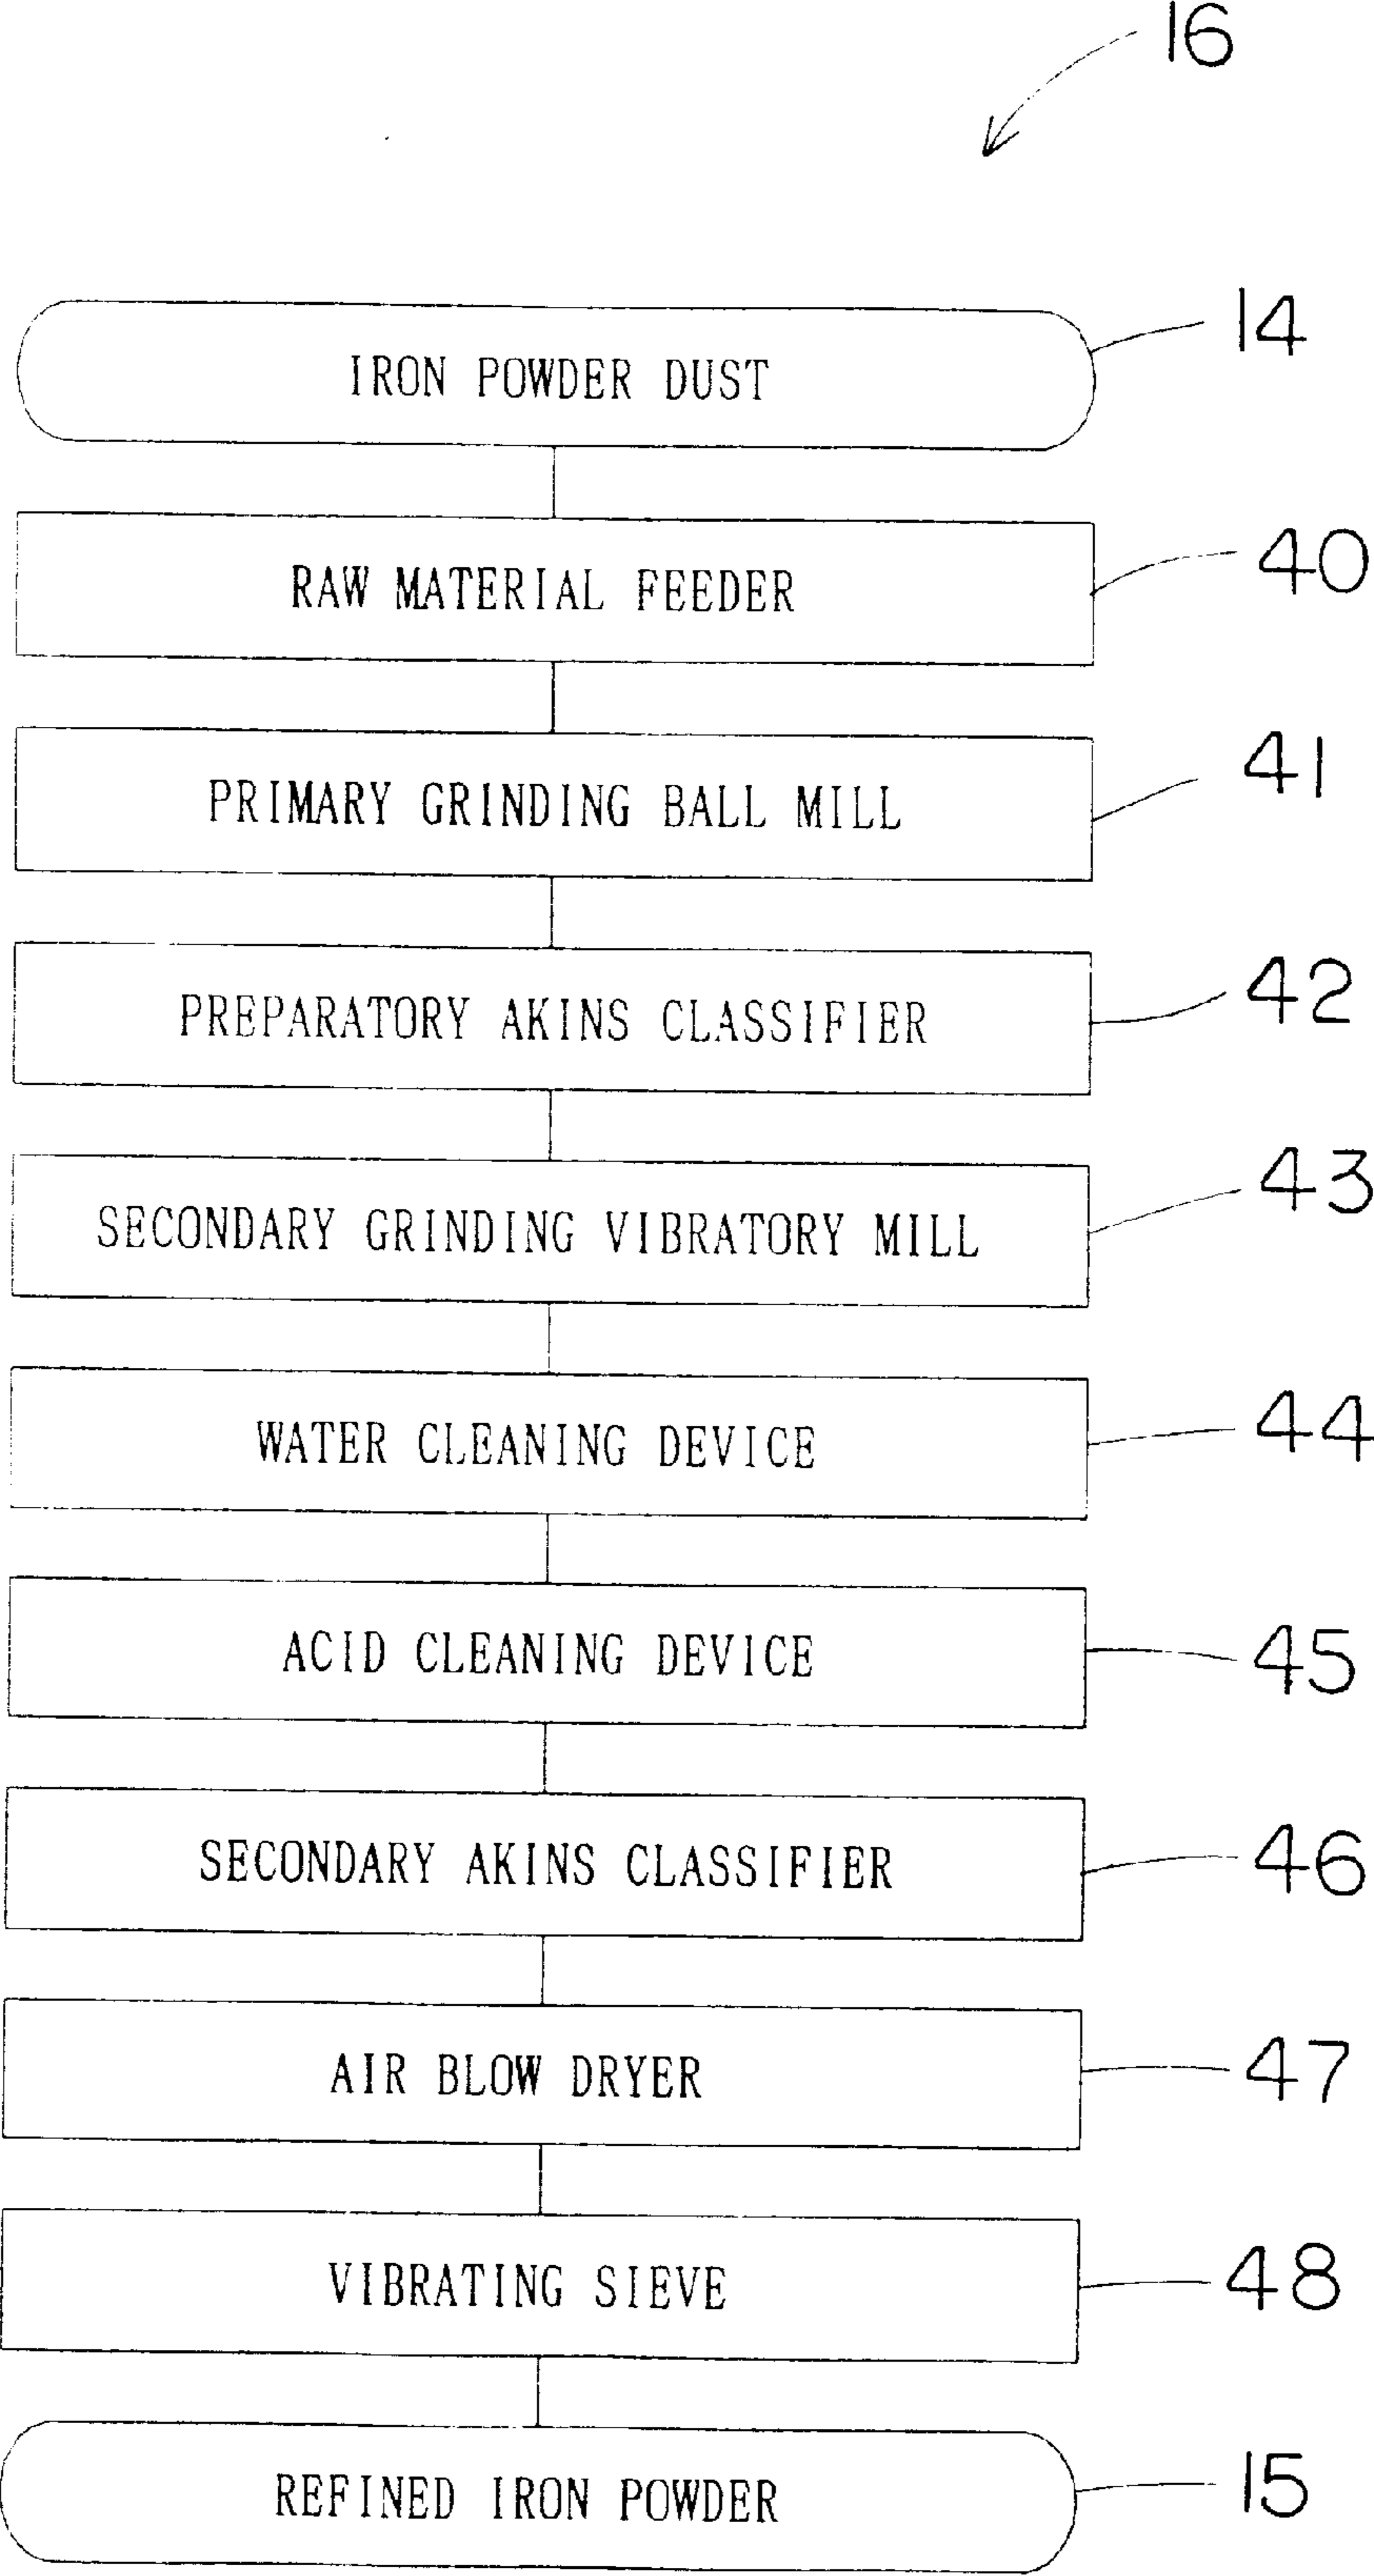 16
IRON POWDER DUST 14
RAW MATERIAL FEEDER 40
PRIMARY GRINDING BALL MILL 41
PREPARATORY AKINS CLASSIFIER 42
SECONDARY GRINDING VIBRATORY MILL 43
WATER CLEANING DEVICE 44
ACID CLEANING DEVICE 45
SECONDARY AKINS CLASSIFIER 46
AIR BLOW DRYER 47
VIBRATING SIEVE 48
REFINED IRON POWDER 15